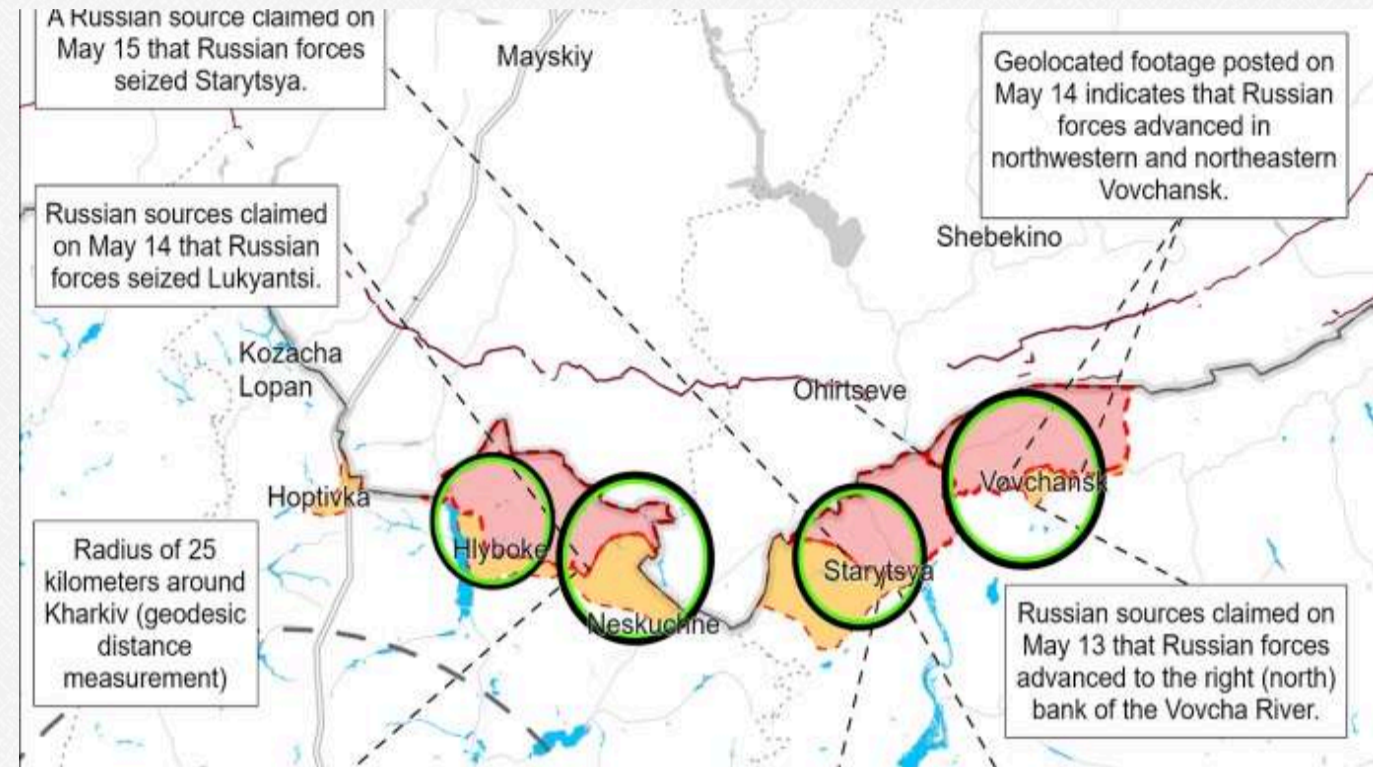 A Russian source claimed on
May 15 that Russian forces
seized Starytsya.
Mayskiy
Geolocated footage posted on
May 14 indicates that Russian
forces advanced in
northwestern and northeastern
Vovchansk.
Russian sources claimed
on May 14 that Russian
forces seized Lukyantsi.
Shebekino
Kozacha
Lopan
Ohirtseve
Vovchansk
Hoptivka
Hlyboke
Starytsya
Neskuchne
Radius of 25
kilometers around
Kharkiv (geodesic
distance
measurement)
Russian sources claimed on
May 13 that Russian forces
advanced to the right (north)
bank of the Vovcha River.